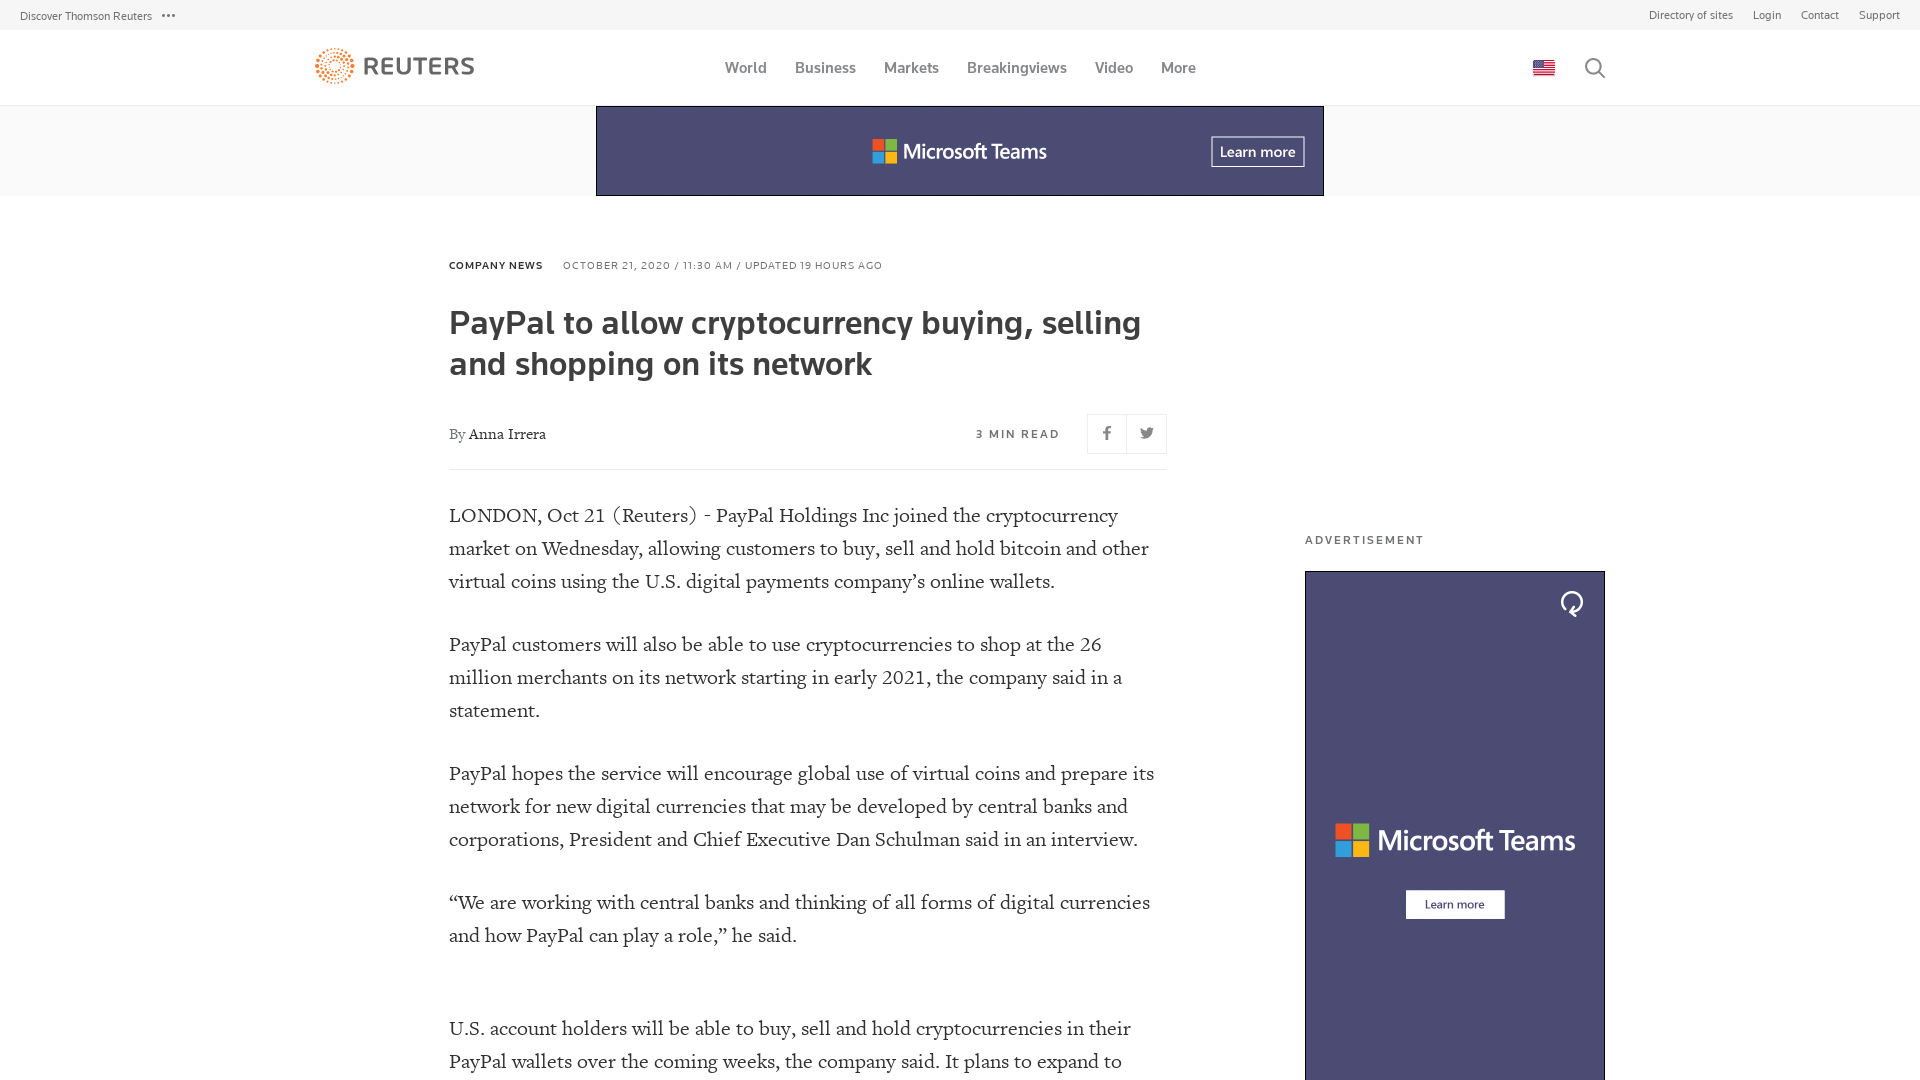 Discover Thomson Reuters
Directory of sites Login Contact Support
REUTERS
World Business Markets Breakingviews Video More
Microsoft Teams
Learn more
COMPANY NEWS OCTOBER 21, 2020 / 11:30 AM / UPDATED 19 HOURS AGO
PayPal to allow cryptocurrency buying, selling
and shopping on its network
By Anna Irrera
3 MIN READ
LONDON, Oct 21 (Reuters) - PayPal Holdings Inc joined the cryptocurrency
market on Wednesday, allowing customers to buy, sell and hold bitcoin and other
virtual coins using the U.S. digital payments company’s online wallets.
PayPal customers will also be able to use cryptocurrencies to shop at the 26
million merchants on its network starting in early 2021, the company said in a
statement.
PayPal hopes the service will encourage global use of virtual coins and prepare its
network for new digital currencies that may be developed by central banks and
corporations, President and Chief Executive Dan Schulman said in an interview.
“We are working with central banks and thinking of all forms of digital currencies
and how PayPal can play a role,” he said.
U.S. account holders will be able to buy, sell and hold cryptocurrencies in their
PayPal wallets over the coming weeks, the company said. It plans to expand to
ADVERTISEMENT
Microsoft Teams
Learn more